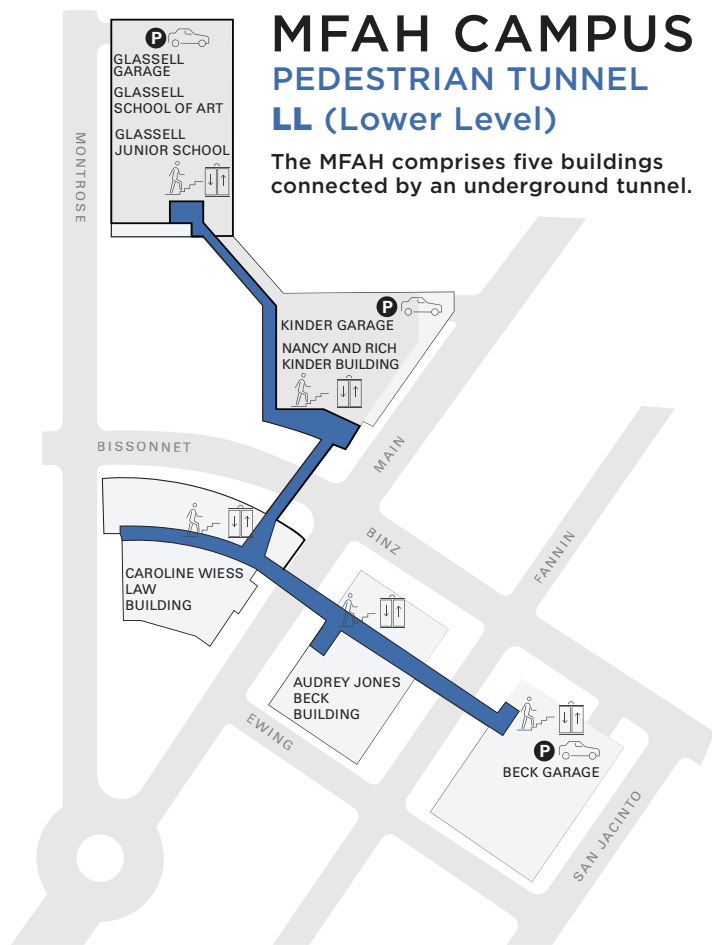 MFAH CAMPUS
PEDESTRIAN TUNNEL
LL (Lower Level)
The MFAH comprises five buildings
connected by an underground tunnel.
P
GLASSELL
GARAGE
GLASSELL
SCHOOL OF ART
GLASSELL
JUNIOR SCHOOL
MONTROSE
P
KINDER GARAGE
NANCY AND RICH
KINDER BUILDING
BISSONNET
MAIN
BINZ
FANNIN
CAROLINE WIESS
LAW
BUILDING
AUDREY JONES
BECK
BUILDING
EWING
P
BECK GARAGE
SAN JACINTO